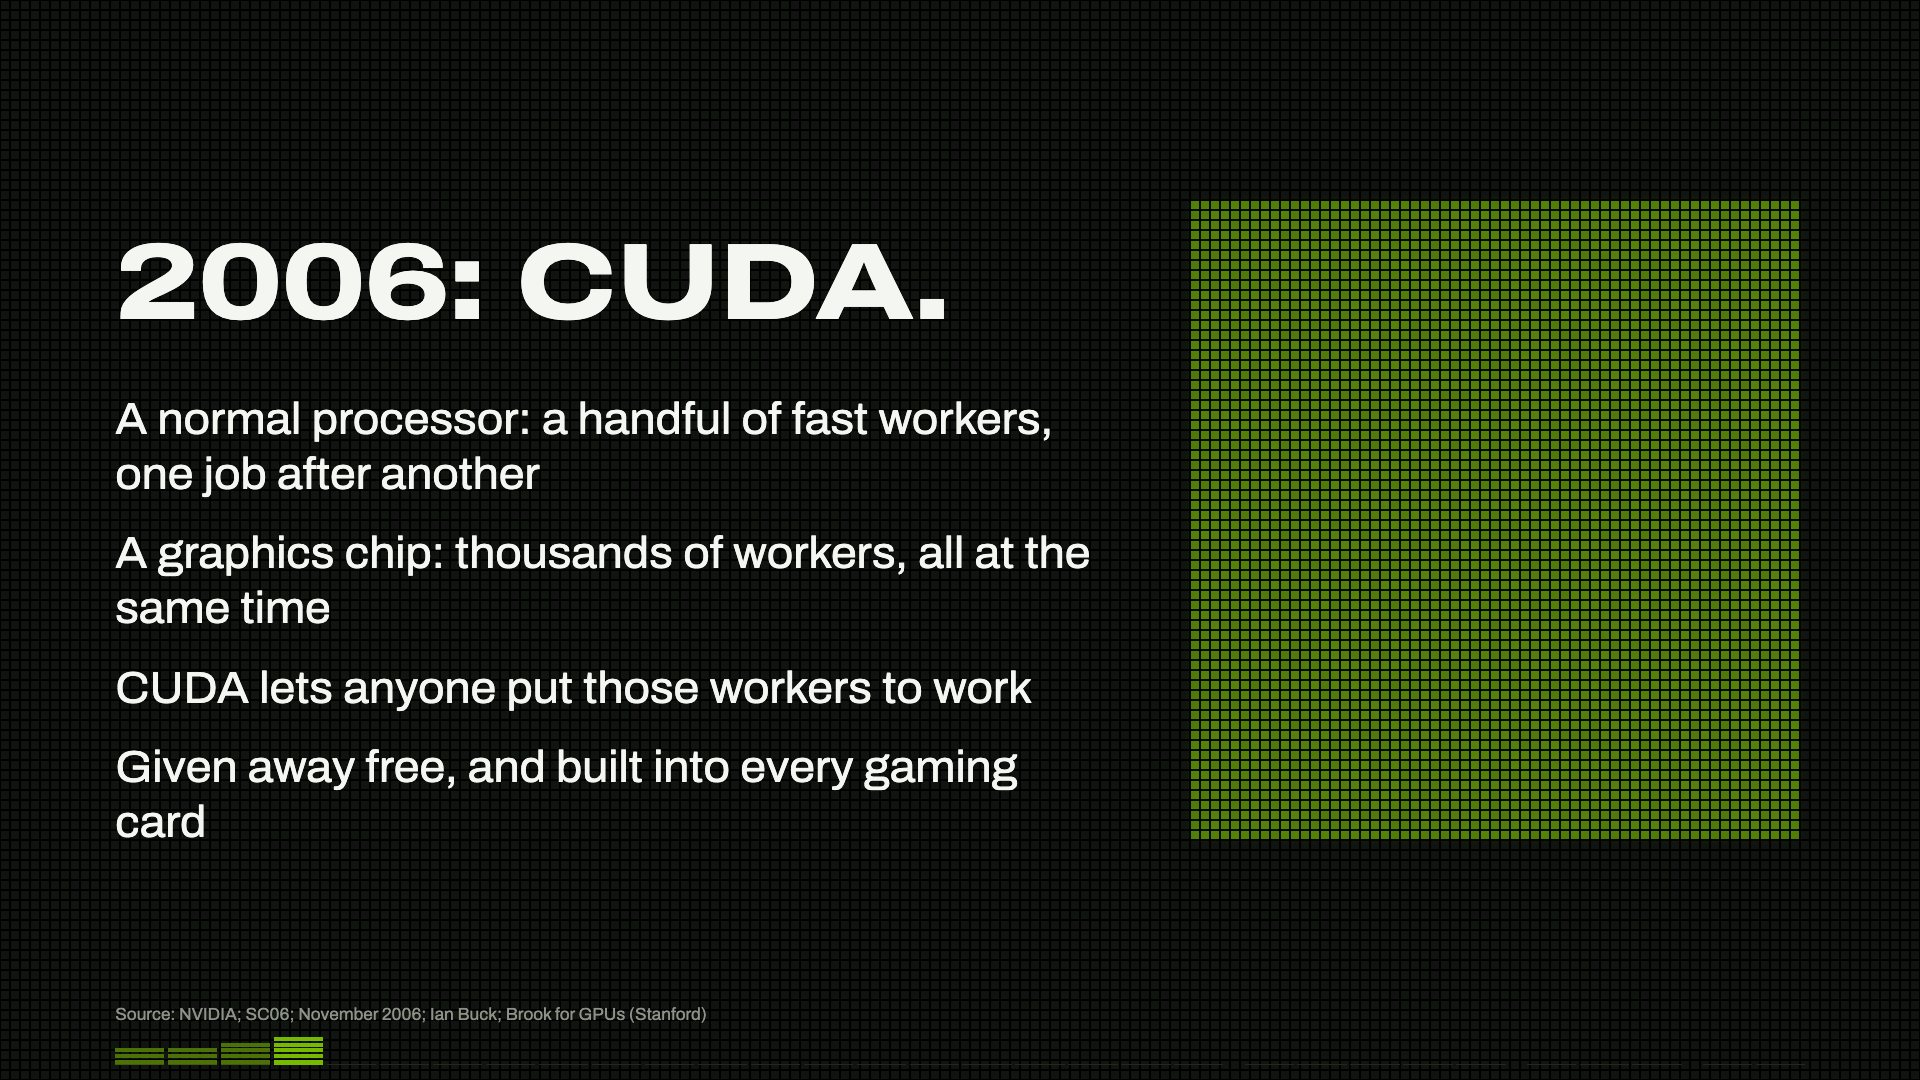 2006: CUDA.
A normal processor: a handful of fast workers,
one job after another
A graphics chip: thousands of workers, all at the
same time
CUDA lets anyone put those workers to work
Given away free, and built into every gaming
card
Source: NVIDIA; SC06; November 2006; Ian Buck; Brook for GPUs (Stanford)